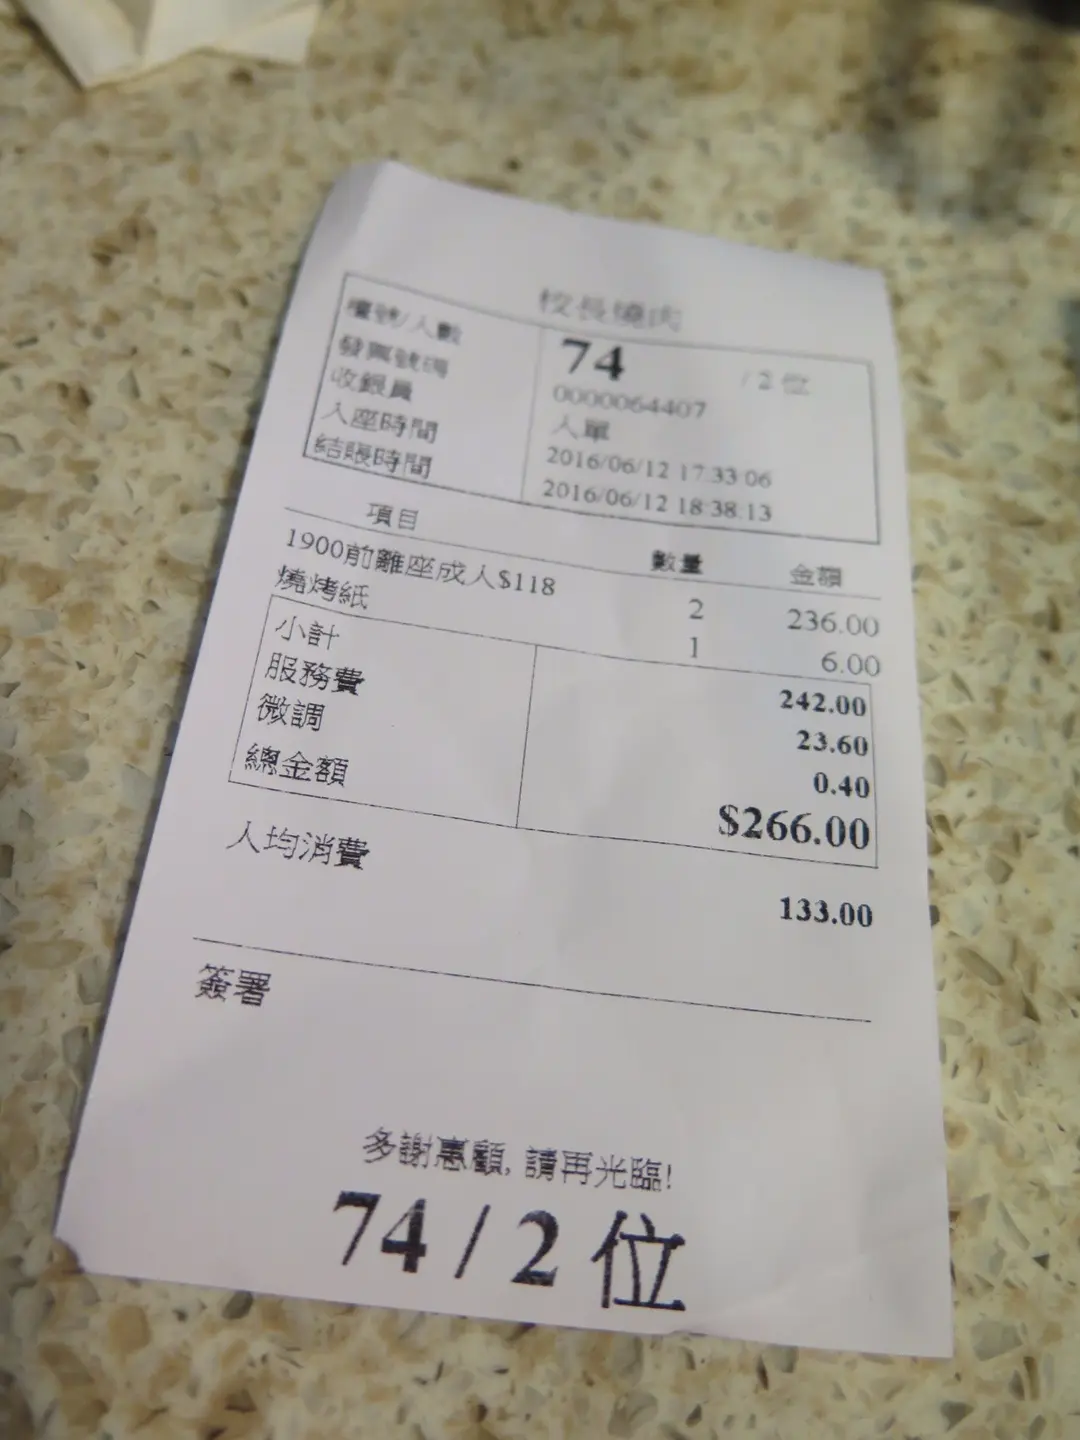 校長燒肉
檯號/人數 74 / 2 位
發票號碼 0000064407
收銀員 人單
入座時間 2016/06/12 17:33:06
結賬時間 2016/06/12 18:38:13
項目 數量 金額
1900前離座成人$118 2 236.00
燒烤紙 1 6.00
小計 242.00
服務費 23.60
微調 0.40
總金額 $266.00
人均消費 133.00
簽署
多謝惠顧, 請再光臨!
74 / 2 位